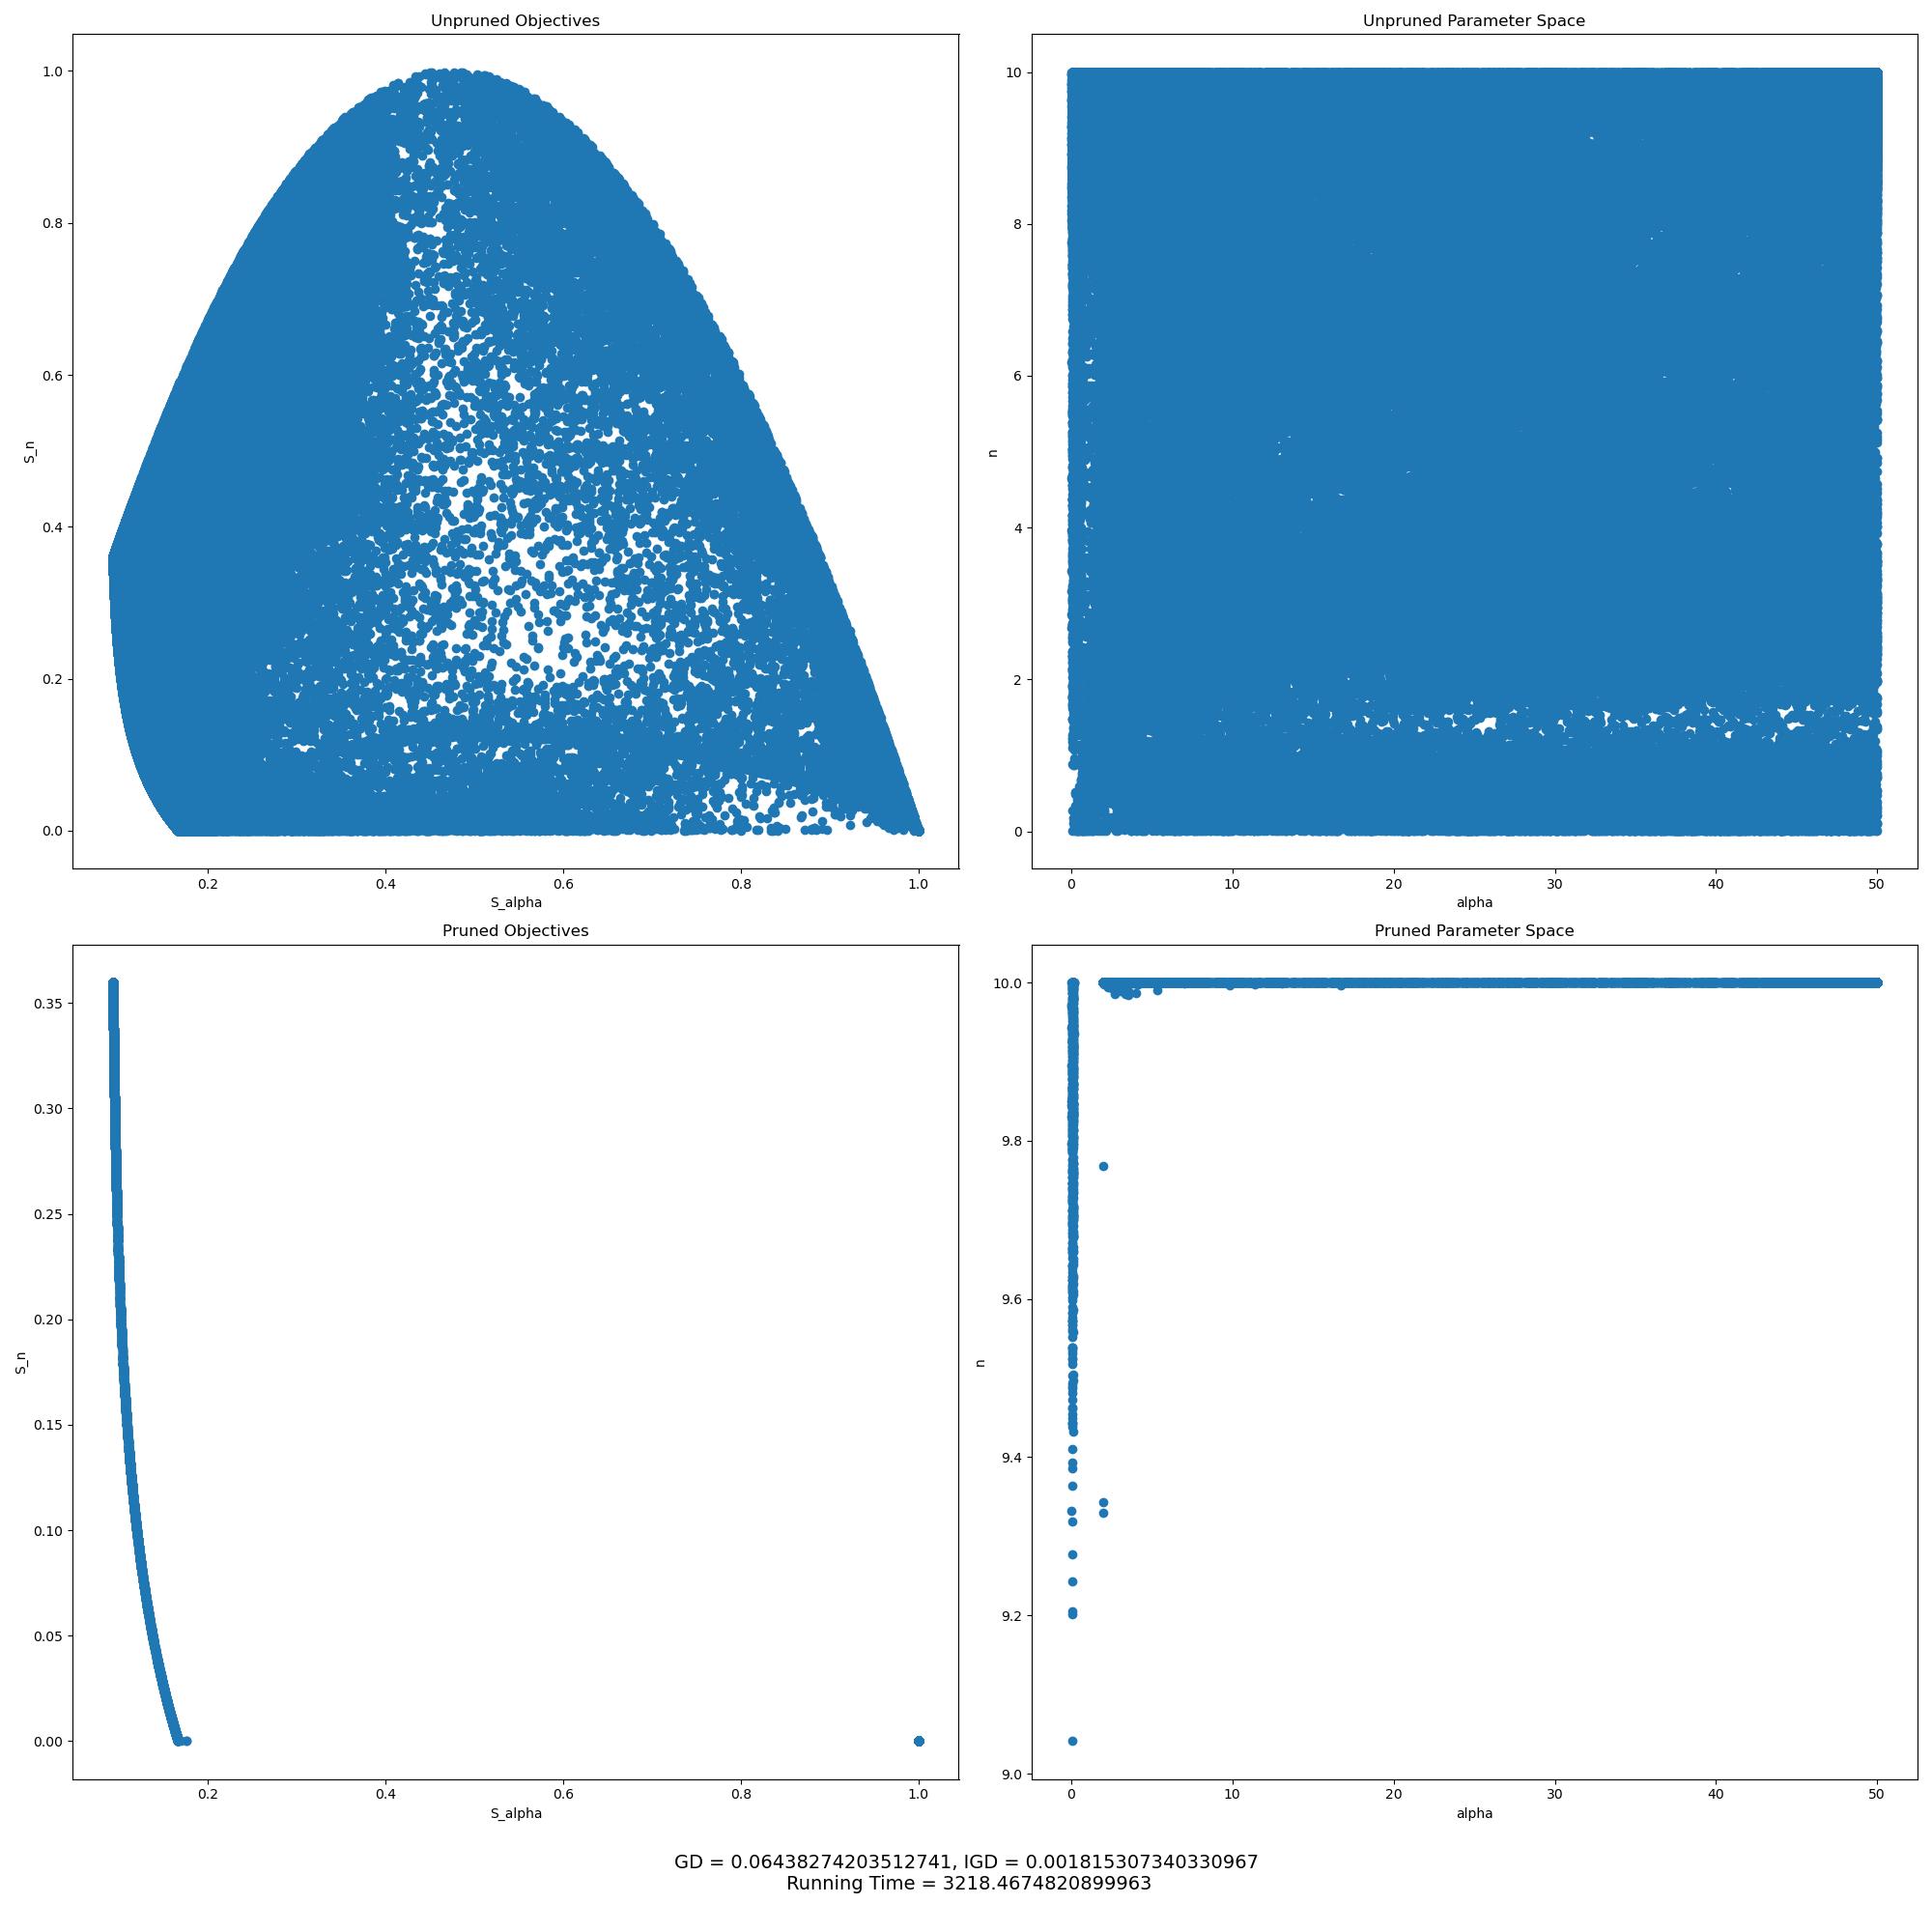 Unpruned Objectives
1.0
0.8
0.6
0.4
0.2
0.0
S_n
0.2 0.4 0.6 0.8 1.0
S_alpha
Unpruned Parameter Space
10
8
6
4
2
0
n
0 10 20 30 40 50
alpha
Pruned Objectives
0.35
0.30
0.25
0.20
0.15
0.10
0.05
0.00
S_n
0.2 0.4 0.6 0.8 1.0
S_alpha
Pruned Parameter Space
10.0
9.8
9.6
9.4
9.2
9.0
n
0 10 20 30 40 50
alpha
GD = 0.06438274203512741, IGD = 0.001815307340330967
Running Time = 3218.4674820899963